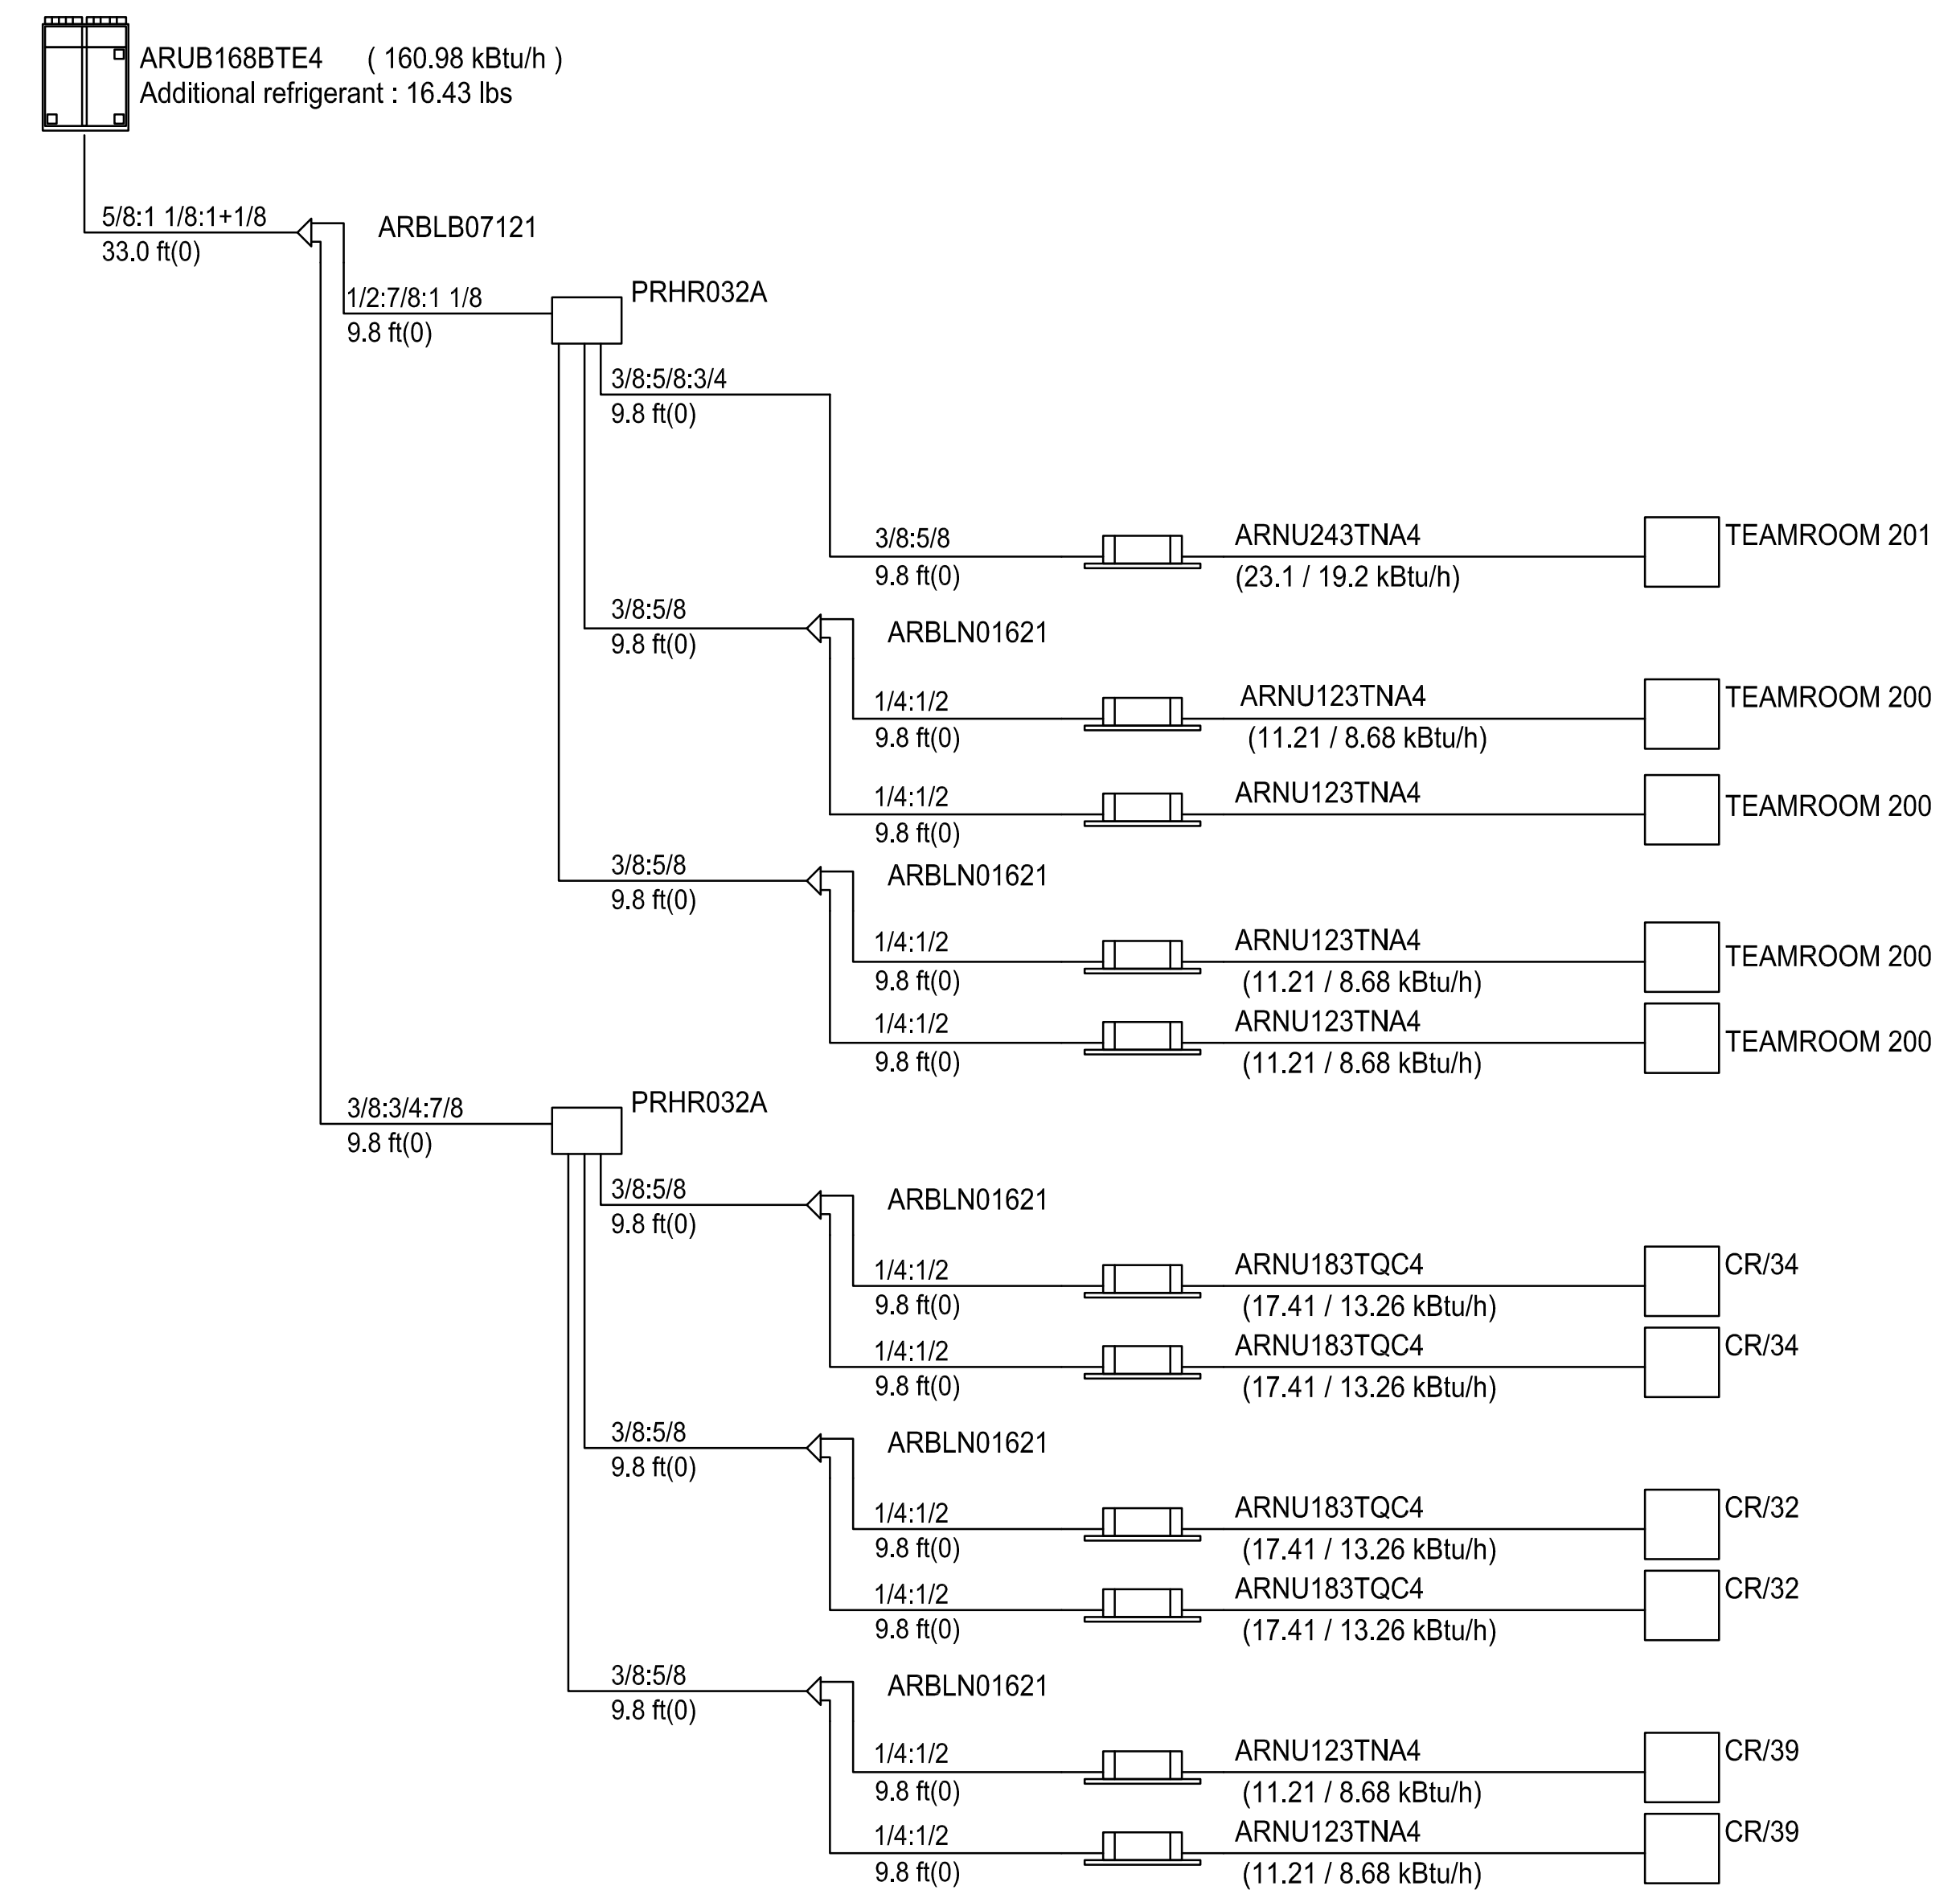 ARUB168BTE4 ( 160.98 kBtu/h )
Additional refrigerant : 16.43 lbs
5/8:1 1/8:1+1/8
33.0 ft(0)
ARBLB07121
1/2:7/8:1 1/8
9.8 ft(0)
PRHR032A
3/8:5/8:3/4
9.8 ft(0)
3/8:5/8
9.8 ft(0)
ARNU243TNA4
(23.1 / 19.2 kBtu/h)
TEAMROOM 201
3/8:5/8
9.8 ft(0)
ARBLN01621
1/4:1/2
9.8 ft(0)
ARNU123TNA4
(11.21 / 8.68 kBtu/h)
TEAMROOM 200
1/4:1/2
9.8 ft(0)
ARNU123TNA4
TEAMROOM 200
3/8:5/8
9.8 ft(0)
ARBLN01621
1/4:1/2
9.8 ft(0)
ARNU123TNA4
(11.21 / 8.68 kBtu/h)
TEAMROOM 200
1/4:1/2
9.8 ft(0)
ARNU123TNA4
(11.21 / 8.68 kBtu/h)
TEAMROOM 200
3/8:3/4:7/8
9.8 ft(0)
PRHR032A
3/8:5/8
9.8 ft(0)
ARBLN01621
1/4:1/2
9.8 ft(0)
ARNU183TQC4
(17.41 / 13.26 kBtu/h)
CR/34
1/4:1/2
9.8 ft(0)
ARNU183TQC4
(17.41 / 13.26 kBtu/h)
CR/34
3/8:5/8
9.8 ft(0)
ARBLN01621
1/4:1/2
9.8 ft(0)
ARNU183TQC4
(17.41 / 13.26 kBtu/h)
CR/32
1/4:1/2
9.8 ft(0)
ARNU183TQC4
(17.41 / 13.26 kBtu/h)
CR/32
3/8:5/8
9.8 ft(0)
ARBLN01621
1/4:1/2
9.8 ft(0)
ARNU123TNA4
(11.21 / 8.68 kBtu/h)
CR/39
1/4:1/2
9.8 ft(0)
ARNU123TNA4
(11.21 / 8.68 kBtu/h)
CR/39